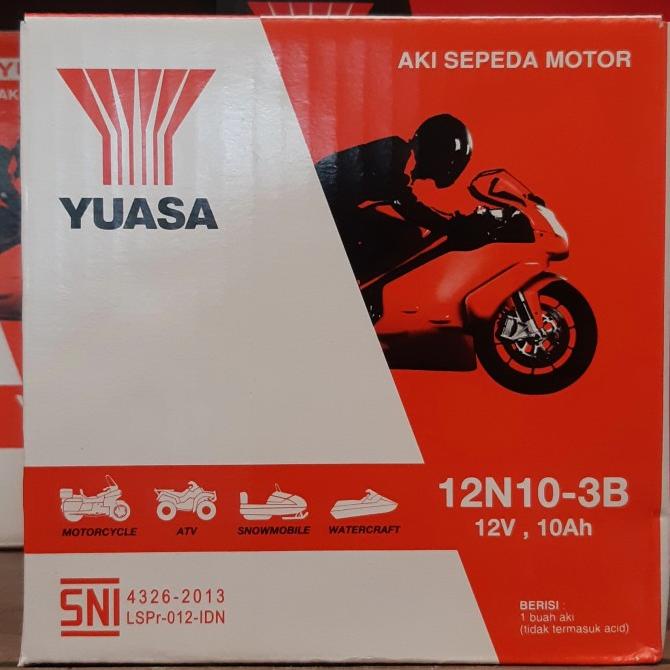 AKI SEPEDA MOTOR
YUASA
12N10-3B
12V , 10Ah
MOTORCYCLE
ATV
SNOWMOBILE
WATERCRAFT
SNI
4326-2013
LSPr-012-IDN
BERISI :
1 buah aki
(tidak termasuk acid)